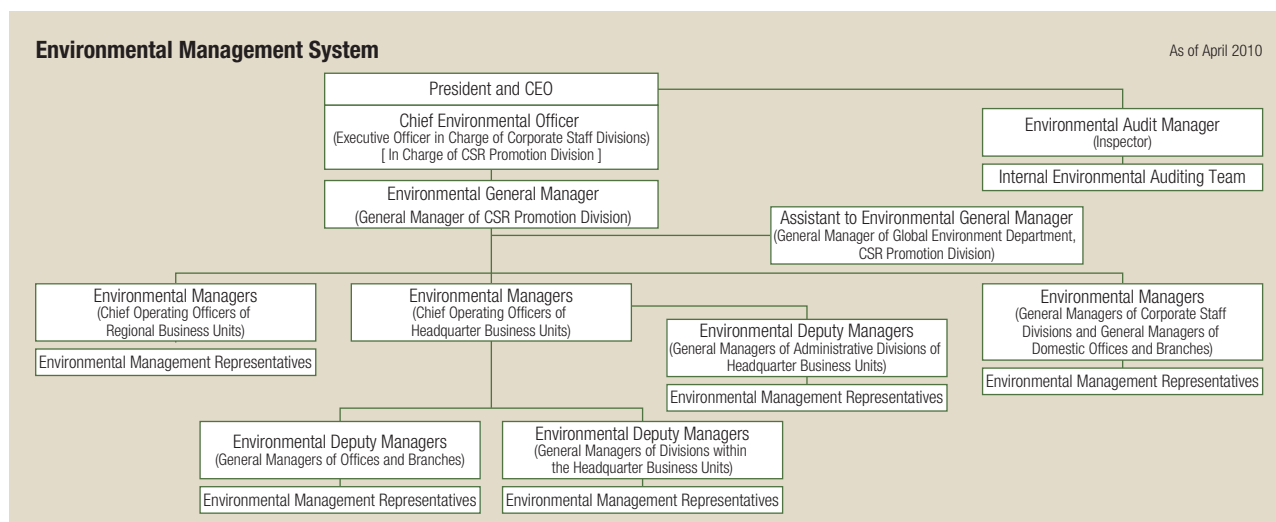 Environmental Management System
As of April 2010
President and CEO
Chief Environmental Officer
(Executive Officer in Charge of Corporate Staff Divisions)
[ In Charge of CSR Promotion Division ]
Environmental Audit Manager
(Inspector)
Internal Environmental Auditing Team
Environmental General Manager
(General Manager of CSR Promotion Division)
Assistant to Environmental General Manager
(General Manager of Global Environment Department,
CSR Promotion Division)
Environmental Managers
(Chief Operating Officers of
Regional Business Units)
Environmental Management Representatives
Environmental Managers
(Chief Operating Officers of
Headquarter Business Units)
Environmental Deputy Managers
(General Managers of Administrative Divisions of
Headquarter Business Units)
Environmental Management Representatives
Environmental Managers
(General Managers of Corporate Staff
Divisions and General Managers of
Domestic Offices and Branches)
Environmental Management Representatives
Environmental Deputy Managers
(General Managers of Offices and Branches)
Environmental Management Representatives
Environmental Deputy Managers
(General Managers of Divisions within
the Headquarter Business Units)
Environmental Management Representatives